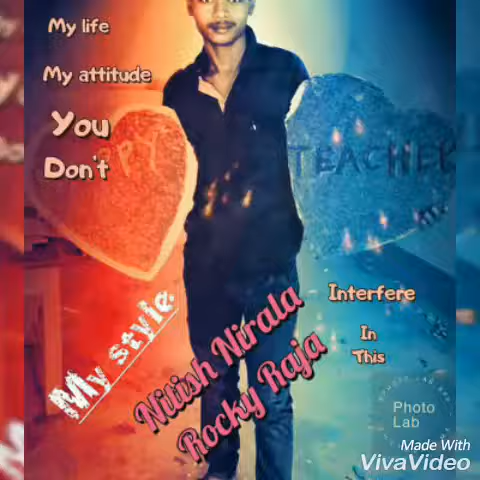 My life
My attitude
You
Don't
PPY
TEACHER
My style
Nitish Nirala
Rocky Raja
Interfere
In
This
Photo
Lab
Made With
VivaVideo